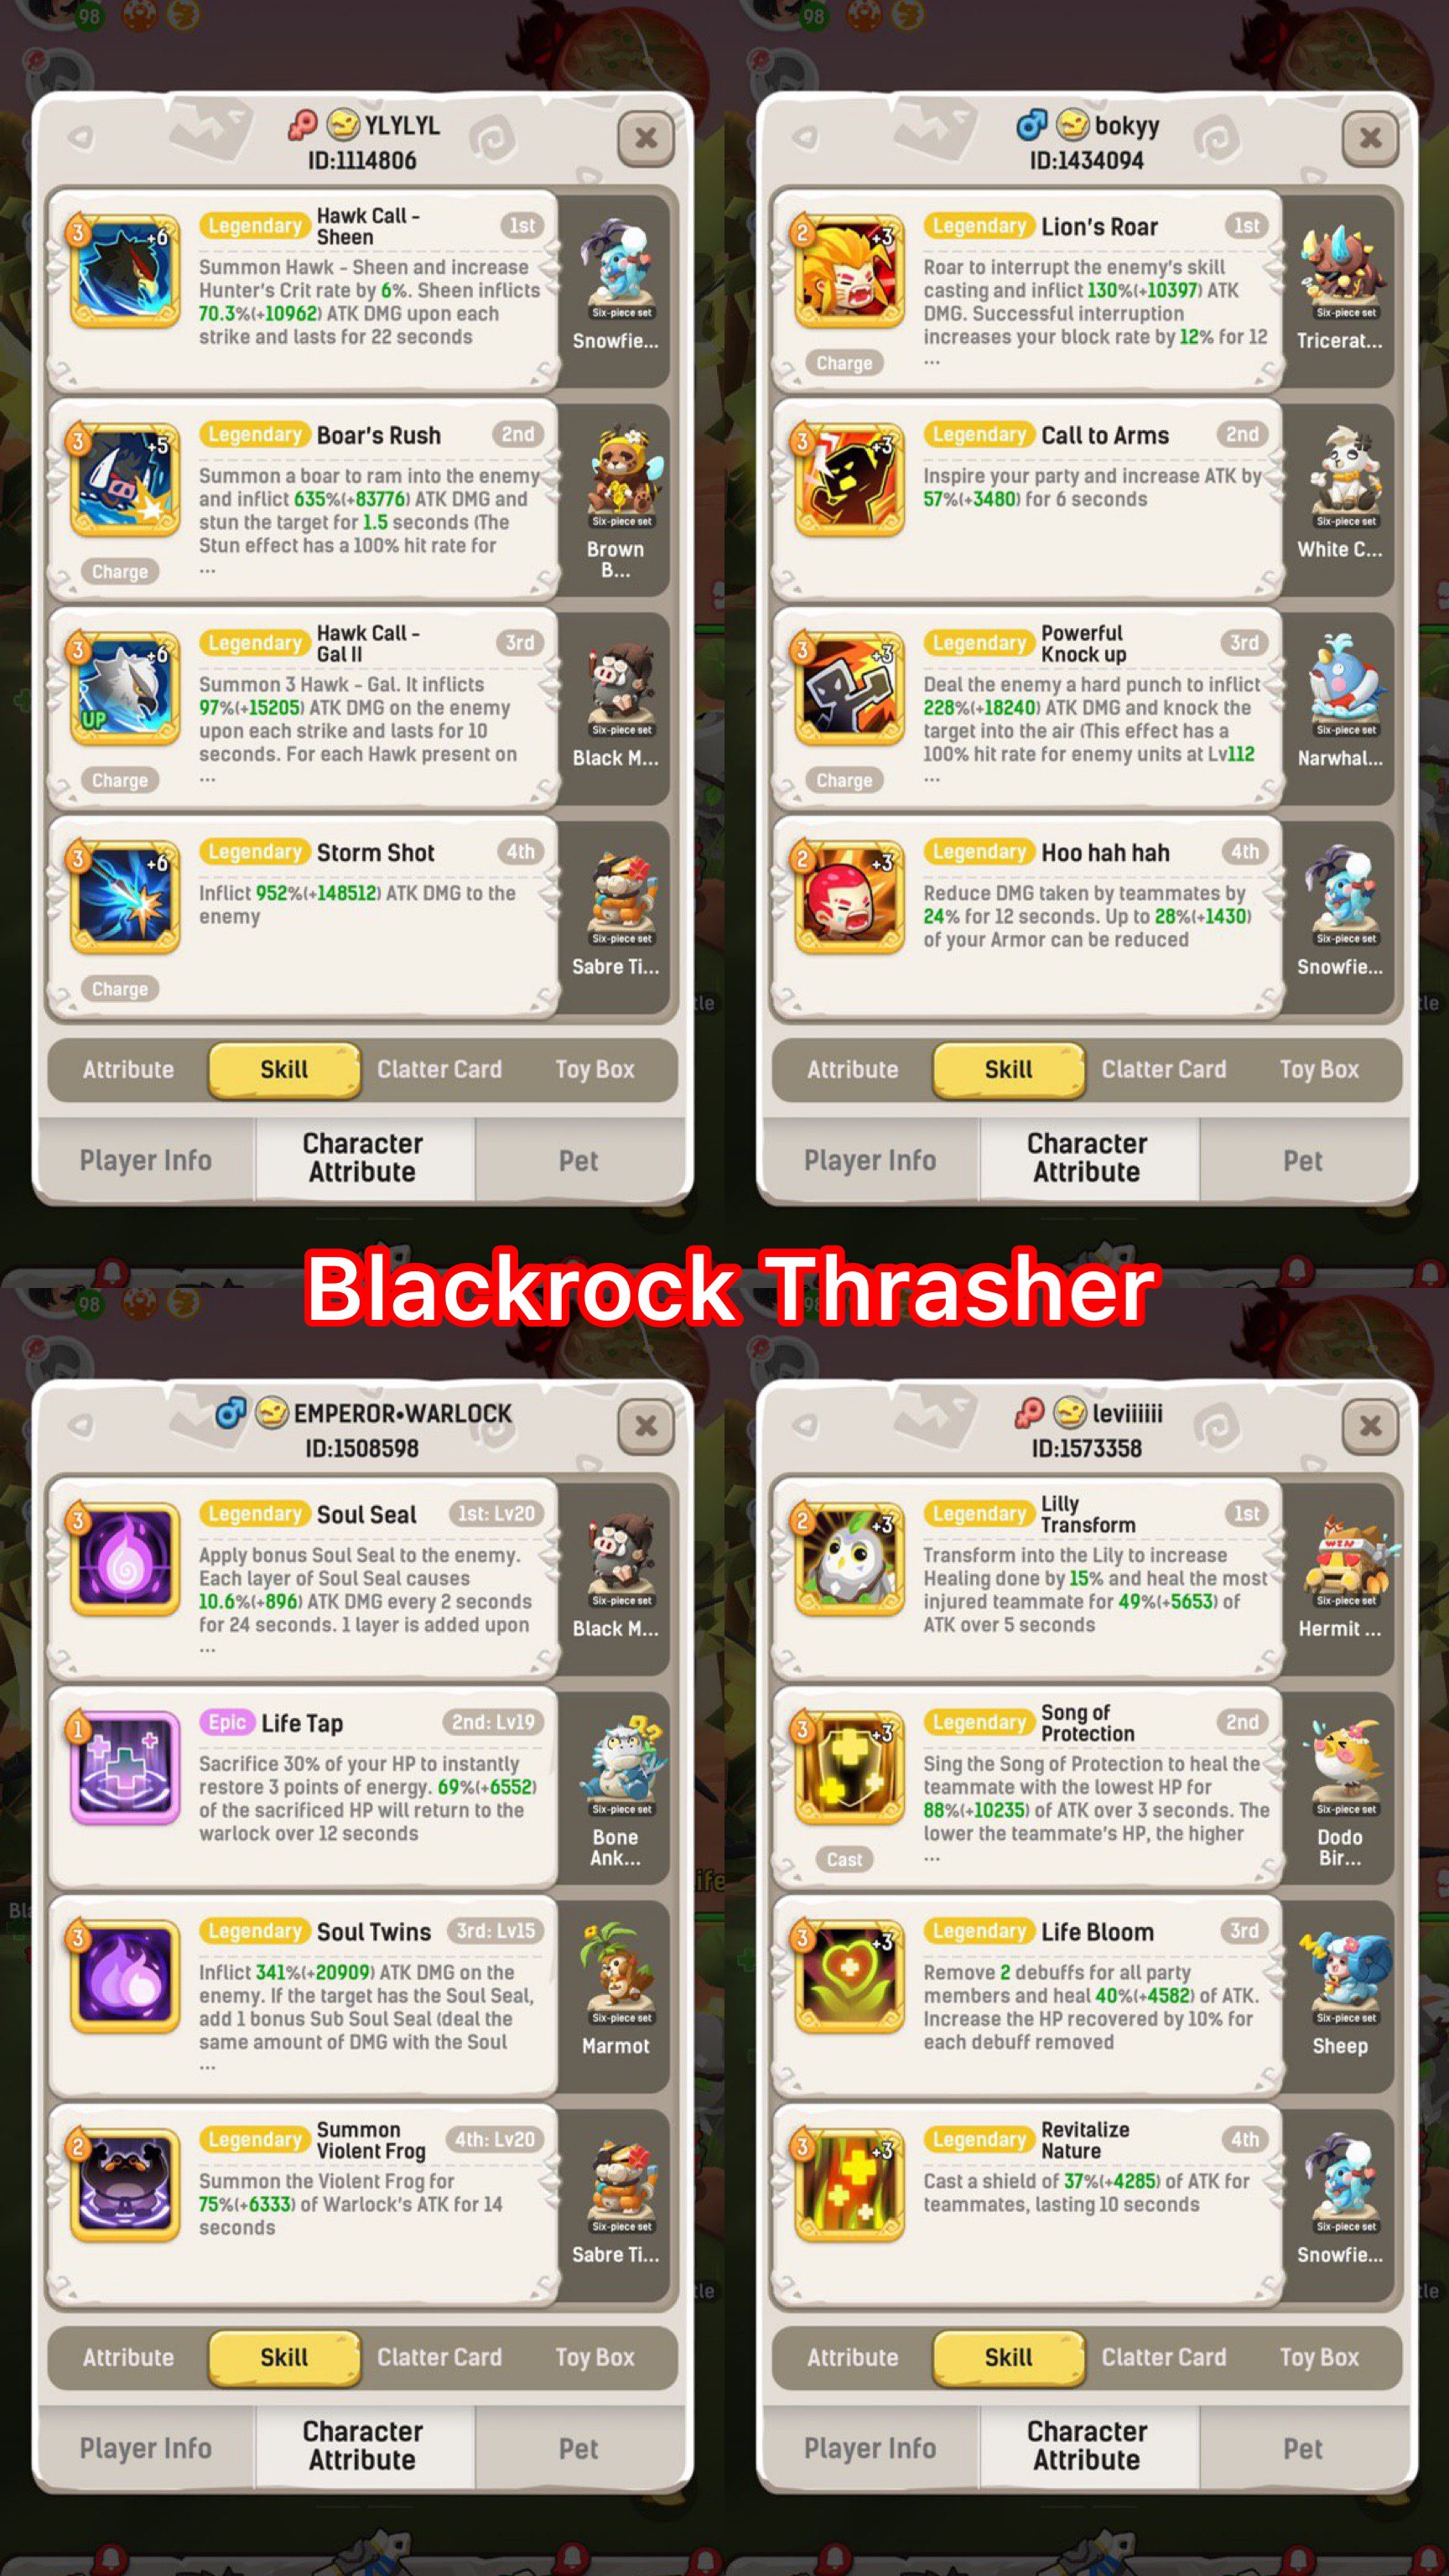 98
98
YLYLYL
ID:1114806
3
+6
Legendary
Hawk Call -
Sheen
1st
Summon Hawk - Sheen and increase
Hunter's Crit rate by 6%. Sheen inflicts
70.3%(+10962) ATK DMG upon each
strike and lasts for 22 seconds
Six-piece set
Snowfie...
3
+5
Legendary
Boar's Rush
2nd
Summon a boar to ram into the enemy
and inflict 635%(+83776) ATK DMG and
stun the target for 1.5 seconds (The
Stun effect has a 100% hit rate for
...
Charge
Six-piece set
Brown
B...
3
+6
UP
Legendary
Hawk Call -
Gal II
3rd
Summon 3 Hawk - Gal. It inflicts
97%(+15205) ATK DMG on the enemy
upon each strike and lasts for 10
seconds. For each Hawk present on
...
Charge
Six-piece set
Black M...
3
+6
Legendary
Storm Shot
4th
Inflict 952%(+148512) ATK DMG to the
enemy
Charge
Six-piece set
Sabre Ti...
Attribute
Skill
Clatter Card
Toy Box
Player Info
Character
Attribute
Pet
bokyy
ID:1434094
2
+3
Legendary
Lion's Roar
1st
Roar to interrupt the enemy's skill
casting and inflict 130%(+10397) ATK
DMG. Successful interruption
increases your block rate by 12% for 12
...
Charge
Six-piece set
Tricerat...
3
+3
Legendary
Call to Arms
2nd
Inspire your party and increase ATK by
57%(+3480) for 6 seconds
Six-piece set
White C...
3
+3
Legendary
Powerful
Knock up
3rd
Deal the enemy a hard punch to inflict
228%(+18240) ATK DMG and knock the
target into the air (This effect has a
100% hit rate for enemy units at Lv112
...
Charge
Six-piece set
Narwhal...
2
+3
Legendary
Hoo hah hah
4th
Reduce DMG taken by teammates by
24% for 12 seconds. Up to 28%(+1430)
of your Armor can be reduced
Six-piece set
Snowfie...
Attribute
Skill
Clatter Card
Toy Box
Player Info
Character
Attribute
Pet
Blackrock Thrasher
98
98
EMPEROR•WARLOCK
ID:1508598
3
Legendary
Soul Seal
1st: Lv20
Apply bonus Soul Seal to the enemy.
Each layer of Soul Seal causes
10.6%(+896) ATK DMG every 2 seconds
for 24 seconds. 1 layer is added upon
...
Six-piece set
Black M...
1
Epic
Life Tap
2nd: Lv19
Sacrifice 30% of your HP to instantly
restore 3 points of energy. 69%(+6552)
of the sacrificed HP will return to the
warlock over 12 seconds
Six-piece set
Bone
Ank...
3
Legendary
Soul Twins
3rd: Lv15
Inflict 341%(+20909) ATK DMG on the
enemy. If the target has the Soul Seal,
add 1 bonus Sub Soul Seal (deal the
same amount of DMG with the Soul
...
Six-piece set
Marmot
2
Legendary
Summon
Violent Frog
4th: Lv20
Summon the Violent Frog for
75%(+6333) of Warlock's ATK for 14
seconds
Six-piece set
Sabre Ti...
Attribute
Skill
Clatter Card
Toy Box
Player Info
Character
Attribute
Pet
leviiiiii
ID:1573358
2
+3
Legendary
Lilly
Transform
1st
Transform into the Lily to increase
Healing done by 15% and heal the most
injured teammate for 49%(+5653) of
ATK over 5 seconds
WIN
Six-piece set
Hermit ...
3
+3
Legendary
Song of
Protection
2nd
Sing the Song of Protection to heal the
teammate with the lowest HP for
88%(+10235) of ATK over 3 seconds. The
lower the teammate's HP, the higher
...
Cast
Six-piece set
Dodo
Bir...
3
+3
Legendary
Life Bloom
3rd
Remove 2 debuffs for all party
members and heal 40%(+4582) of ATK.
Increase the HP recovered by 10% for
each debuff removed
Six-piece set
Sheep
3
+3
Legendary
Revitalize
Nature
4th
Cast a shield of 37%(+4285) of ATK for
teammates, lasting 10 seconds
Six-piece set
Snowfie...
Attribute
Skill
Clatter Card
Toy Box
Player Info
Character
Attribute
Pet